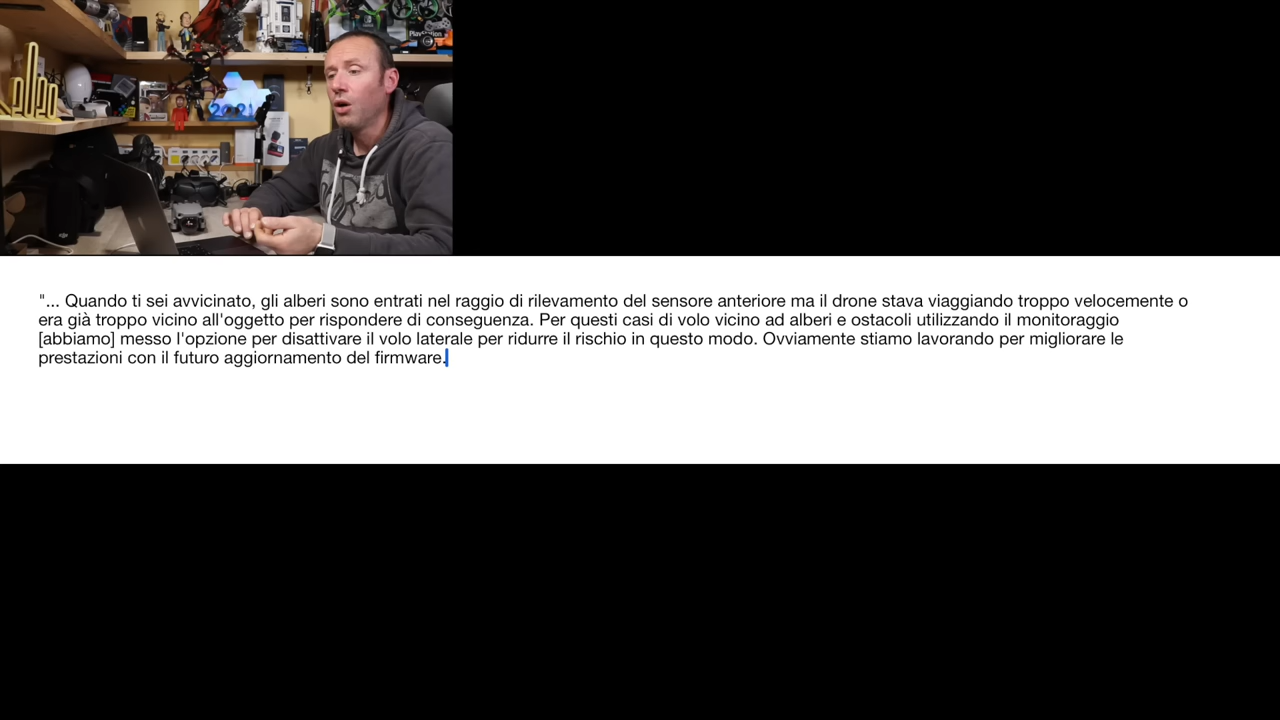 PlayStation
2020
"... Quando ti sei avvicinato, gli alberi sono entrati nel raggio di rilevamento del sensore anteriore ma il drone stava viaggiando troppo velocemente o
era già troppo vicino all'oggetto per rispondere di conseguenza. Per questi casi di volo vicino ad alberi e ostacoli utilizzando il monitoraggio
[abbiamo] messo l'opzione per disattivare il volo laterale per ridurre il rischio in questo modo. Ovviamente stiamo lavorando per migliorare le
prestazioni con il futuro aggiornamento del firmware.